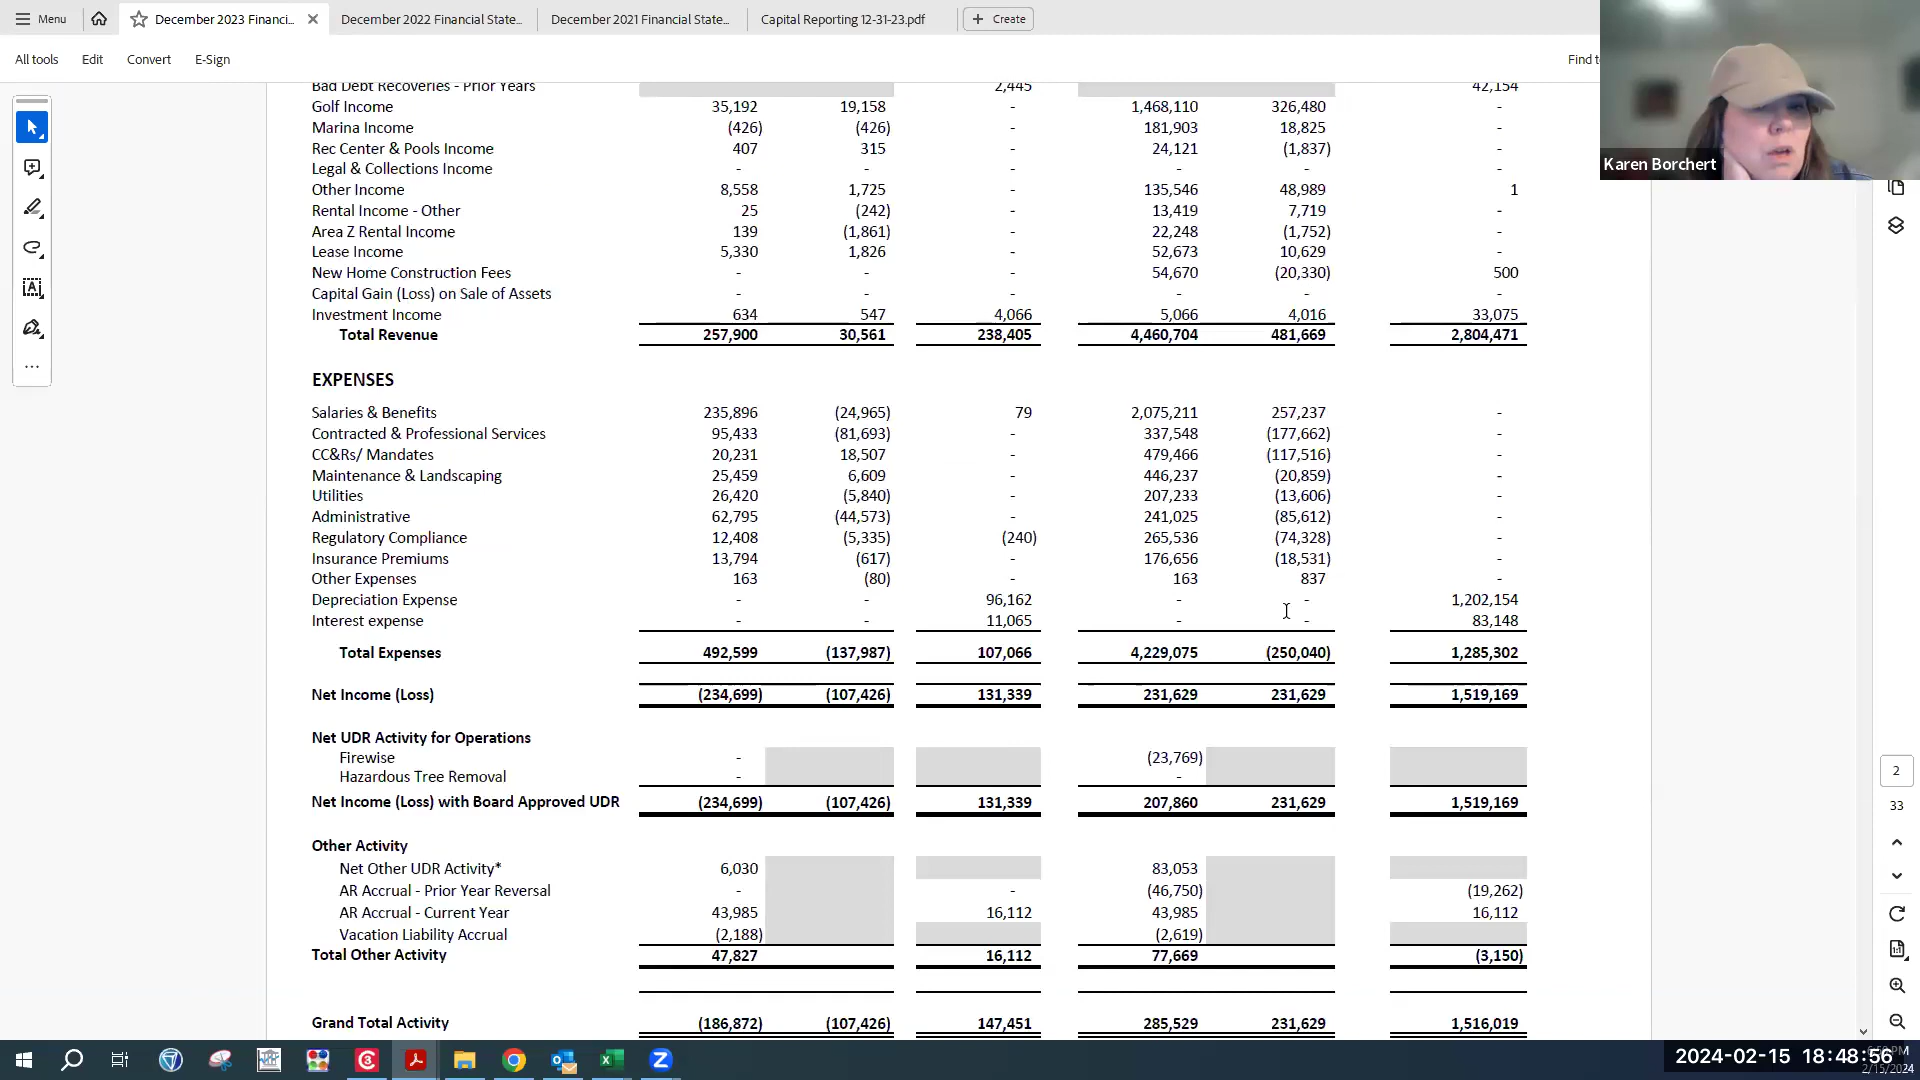 Menu
December 2023 Financi...
December 2022 Financial State...
December 2021 Financial State...
Capital Reporting 12-31-23.pdf
Create
All tools Edit Convert E-Sign
Find
Karen Borchert
Bad Debt Recoveries - Prior Years 2,445 42,154
Golf Income 35,192 19,158 - 1,468,110 326,480 -
Marina Income (426) (426) - 181,903 18,825 -
Rec Center & Pools Income 407 315 - 24,121 (1,837) -
Legal & Collections Income - - - - - -
Other Income 8,558 1,725 - 135,546 48,989 1
Rental Income - Other 25 (242) - 13,419 7,719 -
Area Z Rental Income 139 (1,861) - 22,248 (1,752) -
Lease Income 5,330 1,826 - 52,673 10,629 -
New Home Construction Fees - - - 54,670 (20,330) 500
Capital Gain (Loss) on Sale of Assets - - - - - -
Investment Income 634 547 4,066 5,066 4,016 33,075
Total Revenue 257,900 30,561 238,405 4,460,704 481,669 2,804,471
EXPENSES
Salaries & Benefits 235,896 (24,965) 79 2,075,211 257,237 -
Contracted & Professional Services 95,433 (81,693) - 337,548 (177,662) -
CC&Rs/ Mandates 20,231 18,507 - 479,466 (117,516) -
Maintenance & Landscaping 25,459 6,609 - 446,237 (20,859) -
Utilities 26,420 (5,840) - 207,233 (13,606) -
Administrative 62,795 (44,573) - 241,025 (85,612) -
Regulatory Compliance 12,408 (5,335) (240) 265,536 (74,328) -
Insurance Premiums 13,794 (617) - 176,656 (18,531) -
Other Expenses 163 (80) - 163 837 -
Depreciation Expense - - 96,162 - - 1,202,154
Interest expense - - 11,065 - - 83,148
Total Expenses 492,599 (137,987) 107,066 4,229,075 (250,040) 1,285,302
Net Income (Loss) (234,699) (107,426) 131,339 231,629 231,629 1,519,169
Net UDR Activity for Operations
Firewise - (23,769)
Hazardous Tree Removal - -
Net Income (Loss) with Board Approved UDR (234,699) (107,426) 131,339 207,860 231,629 1,519,169
Other Activity
Net Other UDR Activity* 6,030 83,053
AR Accrual - Prior Year Reversal - - (46,750) (19,262)
AR Accrual - Current Year 43,985 16,112 43,985 16,112
Vacation Liability Accrual (2,188) (2,619)
Total Other Activity 47,827 16,112 77,669 (3,150)
Grand Total Activity (186,872) (107,426) 147,451 285,529 231,629 1,516,019
2
33
2024-02-15 18:48:56
2/15/2024